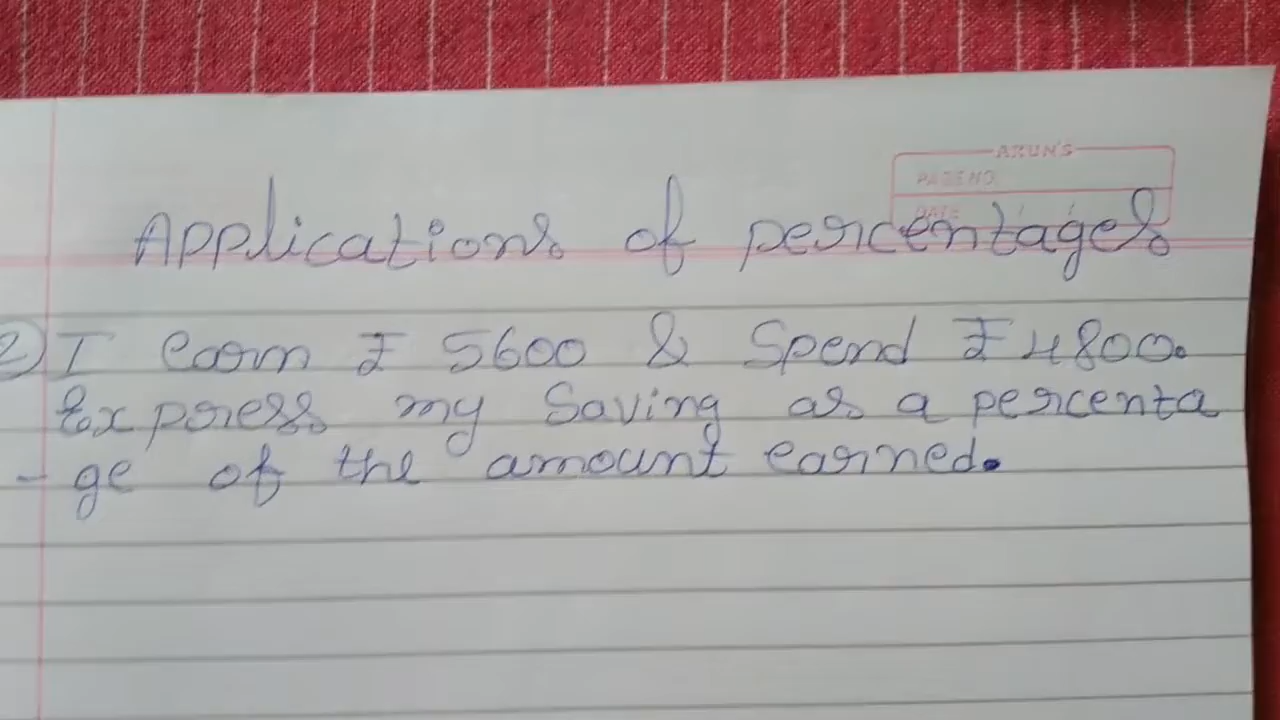 ARUN'S
PAGE NO.
DATE / /
Applications of percentages
2) I earn ₹ 5600 & Spend ₹ 4800.
Express my Saving as a percenta
- ge of the amount earned.